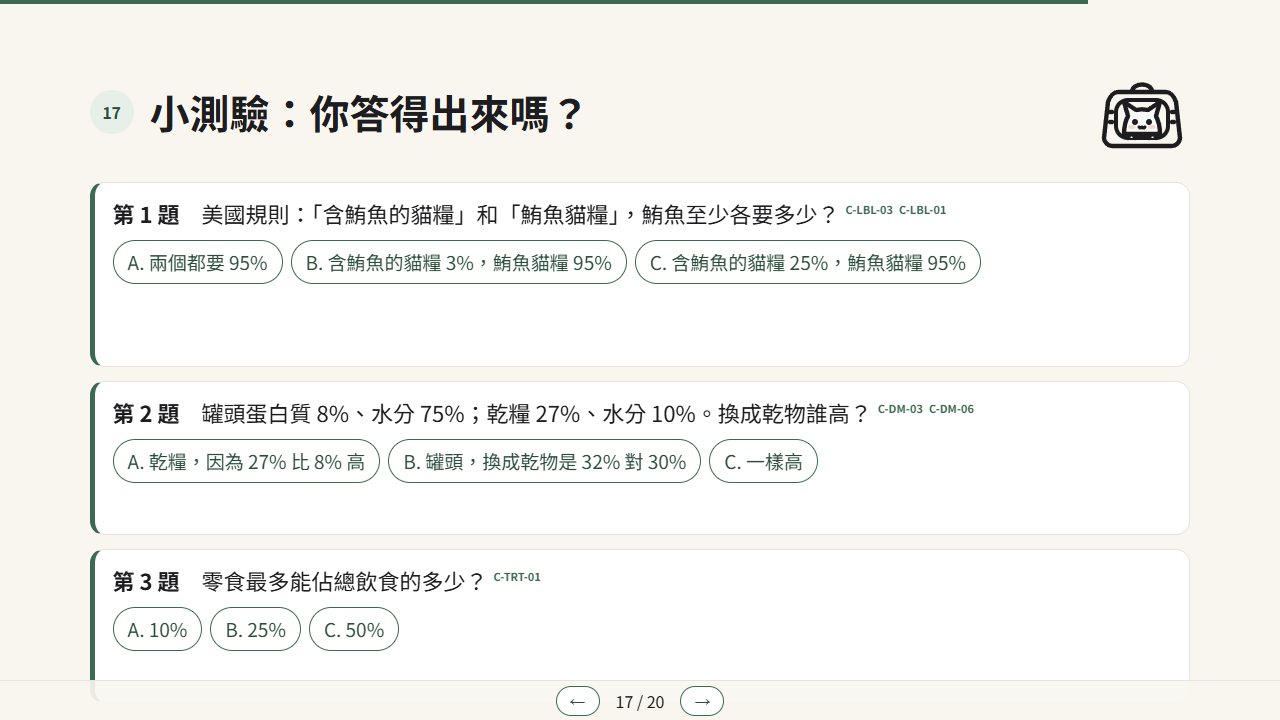 17 小測驗：你答得出來嗎？
第 1 題 美國規則：「含鮪魚的貓糧」和「鮪魚貓糧」，鮪魚至少各要多少？ C-LBL-03 C-LBL-01
A. 兩個都要 95% B. 含鮪魚的貓糧 3%，鮪魚貓糧 95% C. 含鮪魚的貓糧 25%，鮪魚貓糧 95%
第 2 題 罐頭蛋白質 8%、水分 75%；乾糧 27%、水分 10%。換成乾物誰高？ C-DM-03 C-DM-06
A. 乾糧，因為 27% 比 8% 高 B. 罐頭，換成乾物是 32% 對 30% C. 一樣高
第 3 題 零食最多能佔總飲食的多少？ C-TRT-01
A. 10% B. 25% C. 50%
← 17 / 20 →